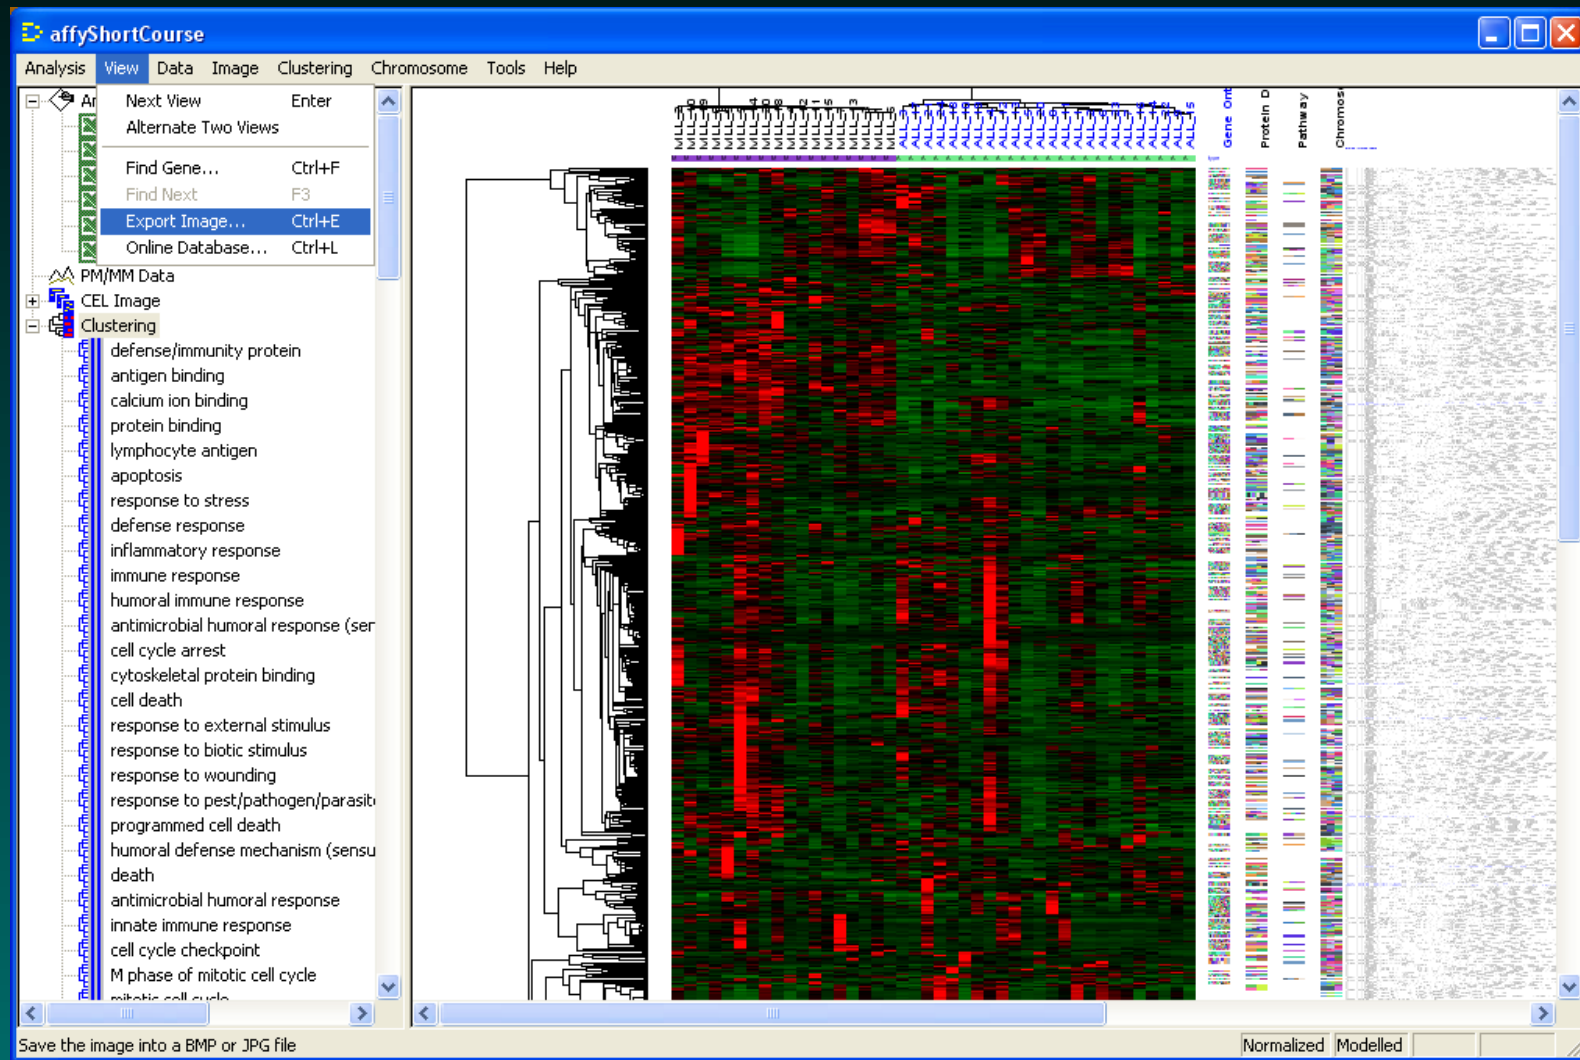 affyShortCourse
Analysis View Data Image Clustering Chromosome Tools Help
Next View Enter
Alternate Two Views
Find Gene... Ctrl+F
Find Next F3
Export Image... Ctrl+E
Online Database... Ctrl+L
PM/MM Data
CEL Image
Clustering
defense/immunity protein
antigen binding
calcium ion binding
protein binding
lymphocyte antigen
apoptosis
response to stress
defense response
inflammatory response
immune response
humoral immune response
antimicrobial humoral response (ser
cell cycle arrest
cytoskeletal protein binding
cell death
response to external stimulus
response to biotic stimulus
response to wounding
response to pest/pathogen/parasit
programmed cell death
humoral defense mechanism (sensu
death
antimicrobial humoral response
innate immune response
cell cycle checkpoint
M phase of mitotic cell cycle
mitotic cell cycle
Gene Ont
Protein D
Pathway
Chromos
Save the image into a BMP or JPG file
Normalized Modelled